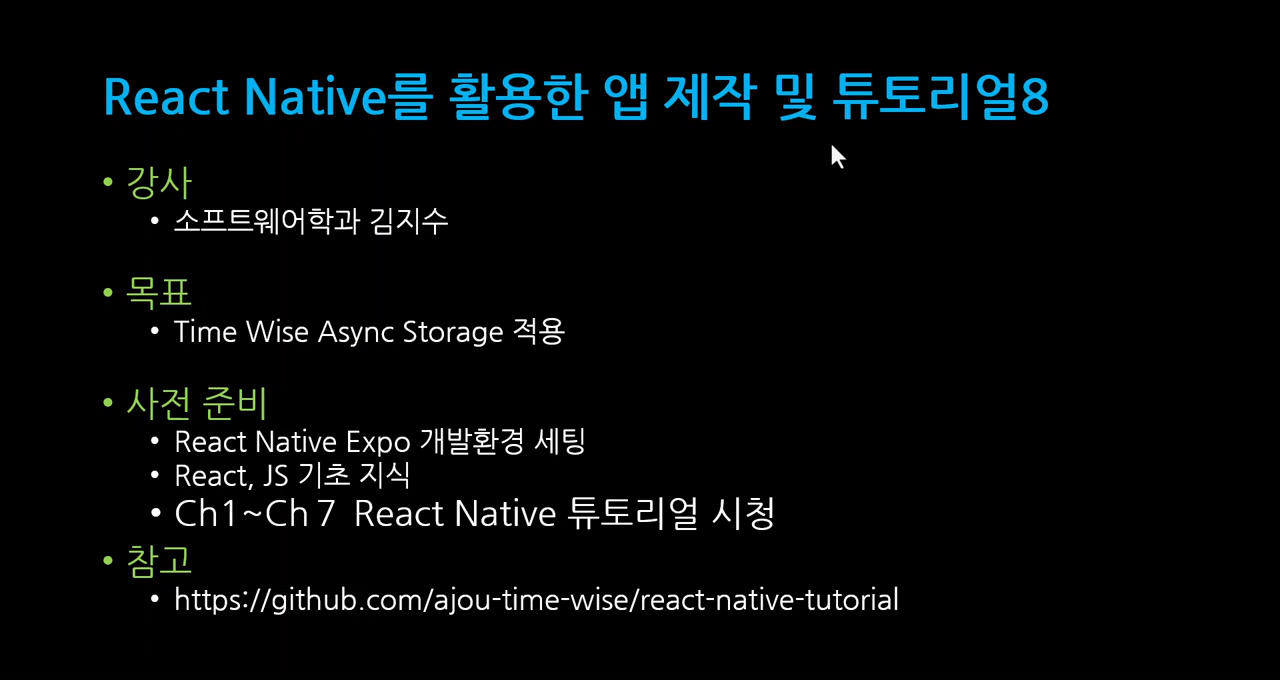 React Native를 활용한 앱 제작 및 튜토리얼8
• 강사
• 소프트웨어학과 김지수
• 목표
• Time Wise Async Storage 적용
• 사전 준비
• React Native Expo 개발환경 세팅
• React, JS 기초 지식
• Ch1~Ch 7 React Native 튜토리얼 시청
• 참고
• https://github.com/ajou-time-wise/react-native-tutorial